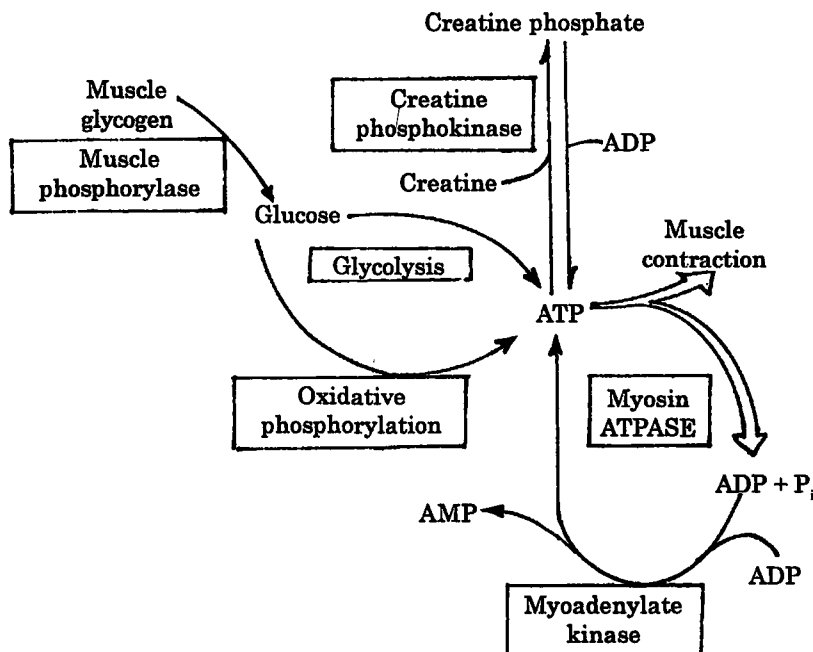 Creatine phosphate
Muscle
glycogen
Creatine
phosphokinase
Muscle
phosphorylase
ADP
Creatine
Glucose
Muscle
contraction
Glycolysis
ATP
Oxidative
phosphorylation
Myosin
ATPASE
ADP + Pi
AMP
ADP
Myoadenylate
kinase